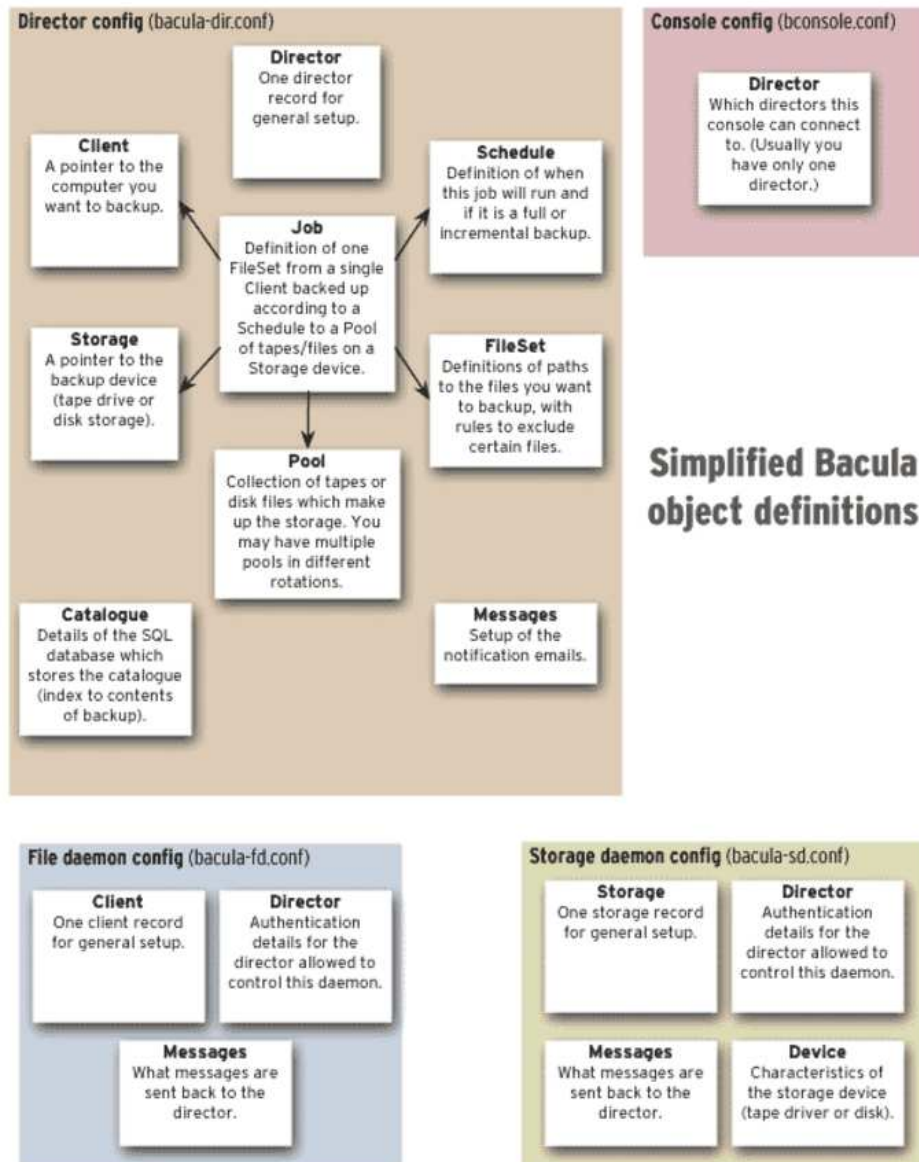 Director config (bacula-dir.conf)
Director
One director
record for
general setup.
Client
A pointer to the
computer you
want to backup.
Schedule
Definition of when
this job will run and
if it is a full or
incremental backup.
Job
Definition of one
FileSet from a single
Client backed up
according to a
Schedule to a Pool
of tapes/files on a
Storage device.
Storage
A pointer to the
backup device
(tape drive or
disk storage).
FileSet
Definitions of paths
to the files you want
to backup, with
rules to exclude
certain files.
Pool
Collection of tapes or
disk files which make
up the storage. You
may have multiple
pools in different
rotations.
Catalogue
Details of the SQL
database which
stores the catalogue
(index to contents
of backup).
Messages
Setup of the
notification emails.
Console config (bconsole.conf)
Director
Which directors this
console can connect
to. (Usually you
have only one
director.)
Simplified Bacula
object definitions
File daemon config (bacula-fd.conf)
Client
One client record
for general setup.
Director
Authentication
details for the
director allowed to
control this daemon.
Messages
What messages are
sent back to the
director.
Storage daemon config (bacula-sd.conf)
Storage
One storage record
for general setup.
Director
Authentication
details for the
director allowed to
control this daemon.
Messages
What messages are
sent back to the
director.
Device
Characteristics of
the storage device
(tape driver or disk).